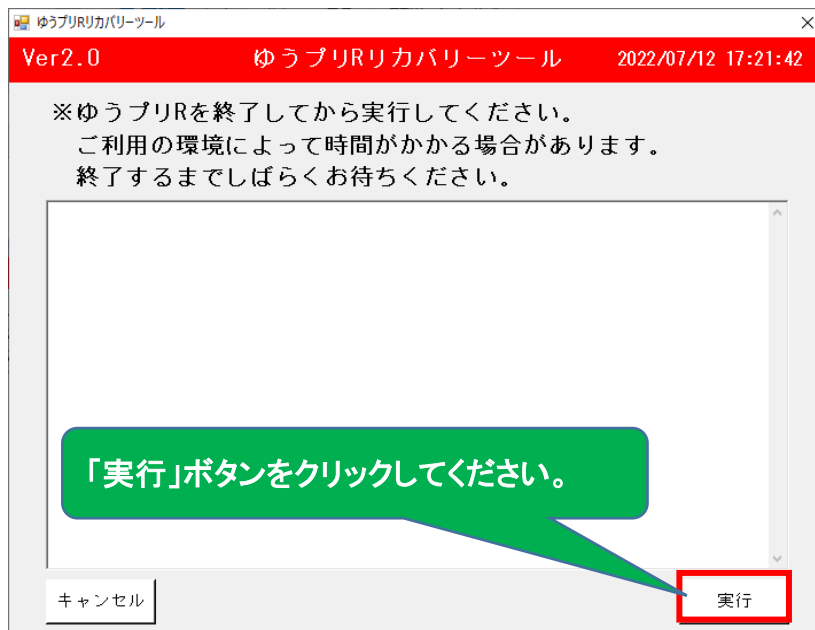 ゆうプリRリカバリーツール
Ver2.0 ゆうプリRリカバリーツール 2022/07/12 17:21:42
※ゆうプリRを終了してから実行してください。
ご利用の環境によって時間がかかる場合があります。
終了するまでしばらくお待ちください。
「実行」ボタンをクリックしてください。
キャンセル 実行